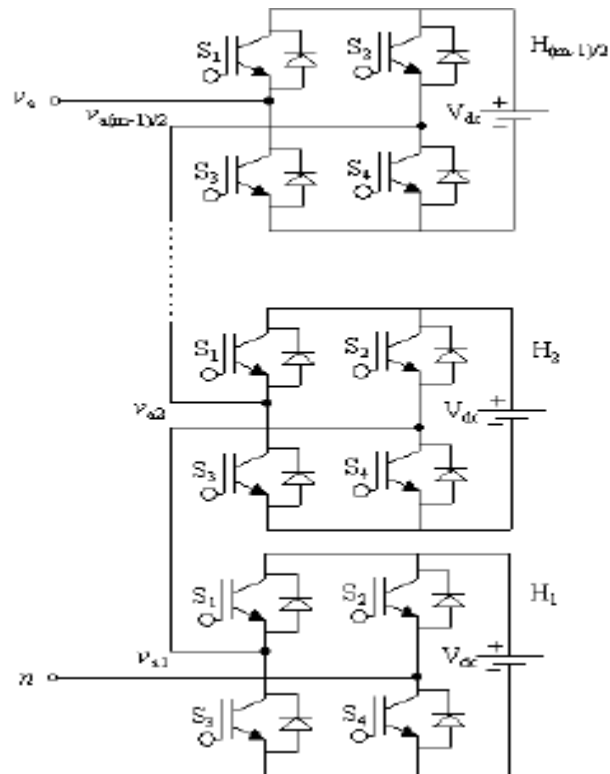 S₁ S₂ H(m-1)/2
vₐ
va(m-1)/2 Vdc + -
S₃ S₄
S₁ S₂ H₂
va2 Vdc + -
S₃ S₄
S₁ S₂ H₁
va1 Vdc + -
n
S₃ S₄